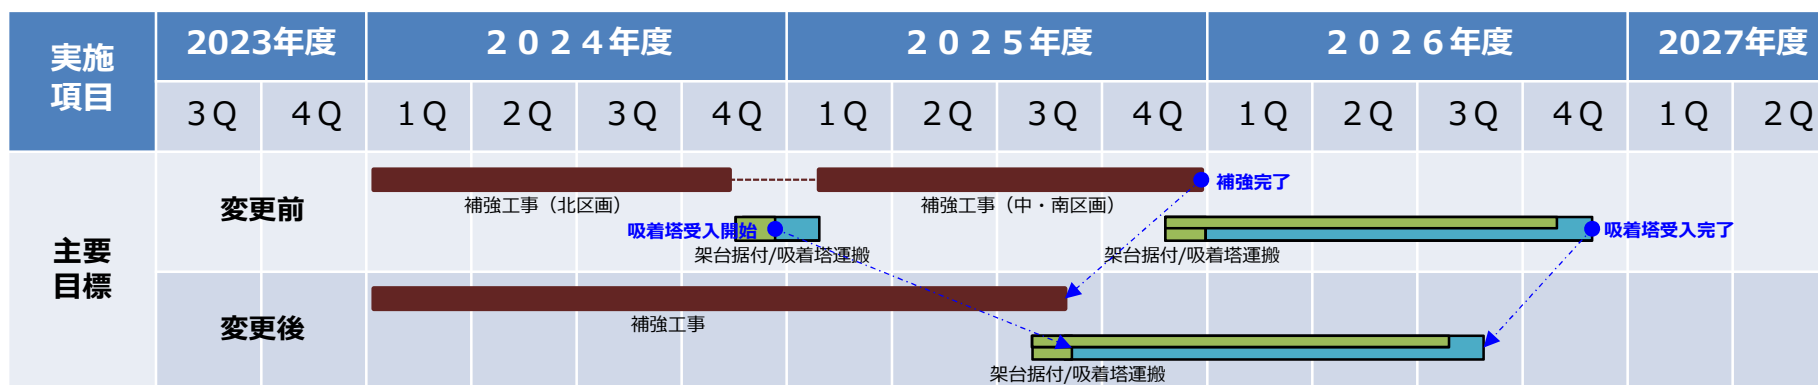 実施
項目
2023年度
２０２４年度
２０２５年度
２０２６年度
2027年度
３Q
４Q
１Q
２Q
３Q
４Q
１Q
２Q
３Q
４Q
１Q
２Q
３Q
４Q
１Q
２Q
主要
目標
変更前
補強工事（北区画）
補強工事（中・南区画）
補強完了
吸着塔受入開始
架台据付/吸着塔運搬
架台据付/吸着塔運搬
吸着塔受入完了
変更後
補強工事
架台据付/吸着塔運搬